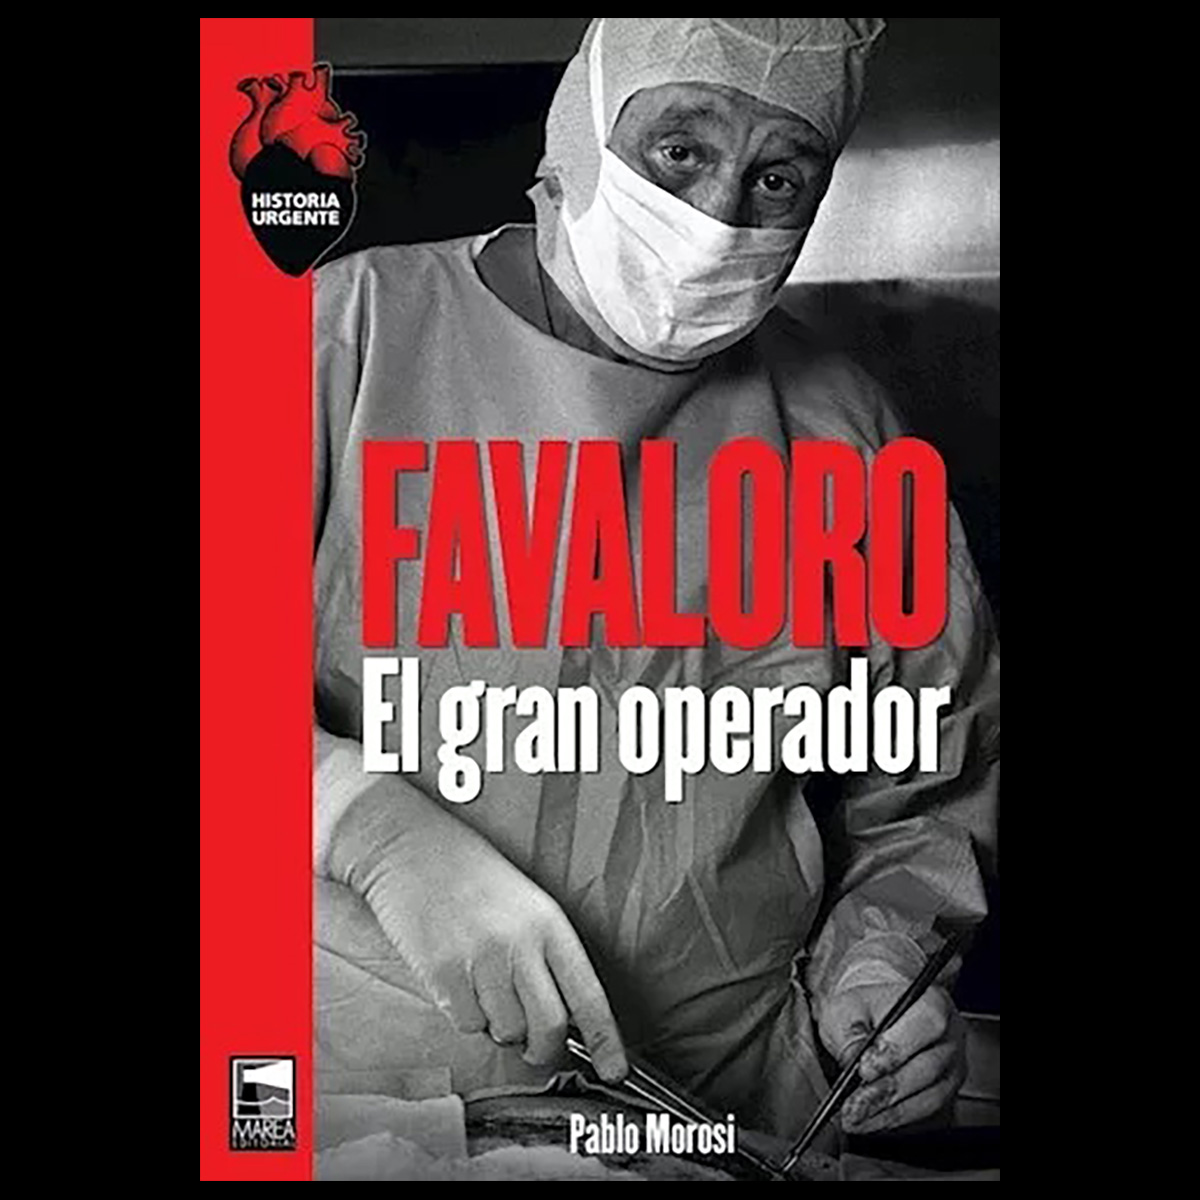 HISTORIA
URGENTE
FAVALORO
El gran operador
Pablo Morosi
MAREA
EDITORIAL